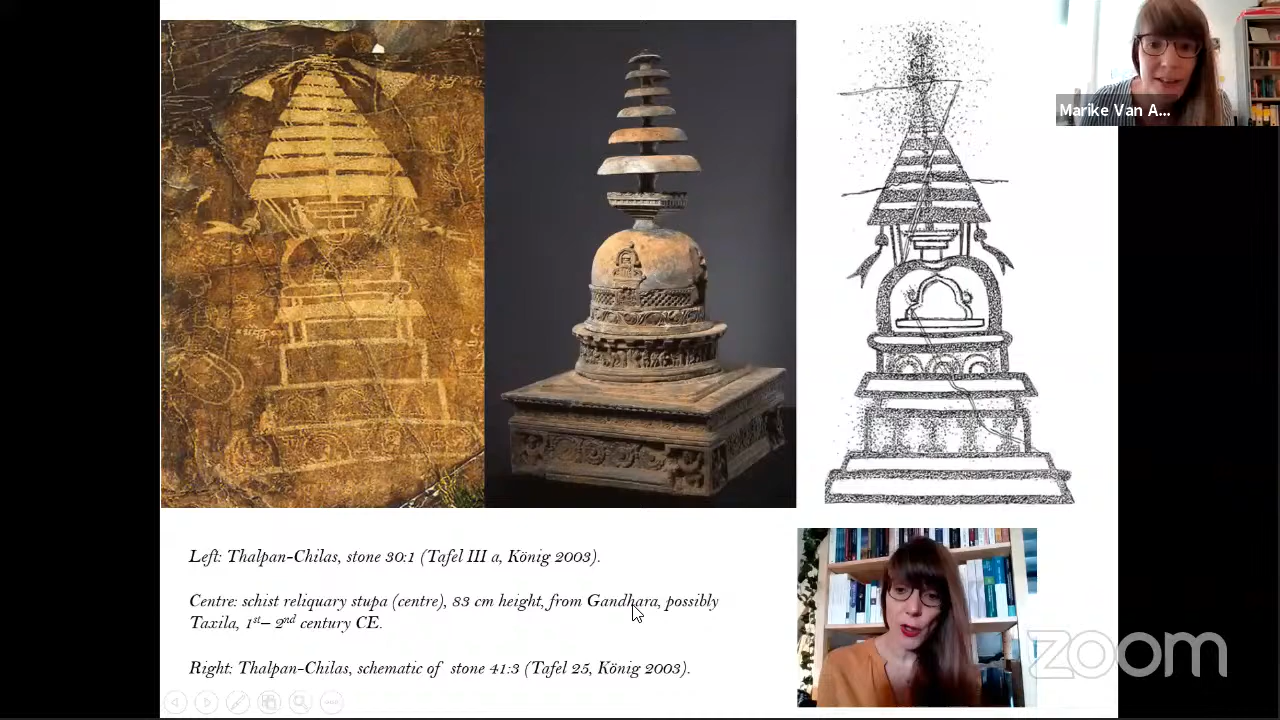 Marike Van A...
Left: Thalpan-Chilas, stone 30:1 (Tafel III a, König 2003).
Centre: schist reliquary stupa (centre), 83 cm height, from Gandhara, possibly
Taxila, 1st– 2nd century CE.
Right: Thalpan-Chilas, schematic of stone 41:3 (Tafel 25, König 2003).
zoom